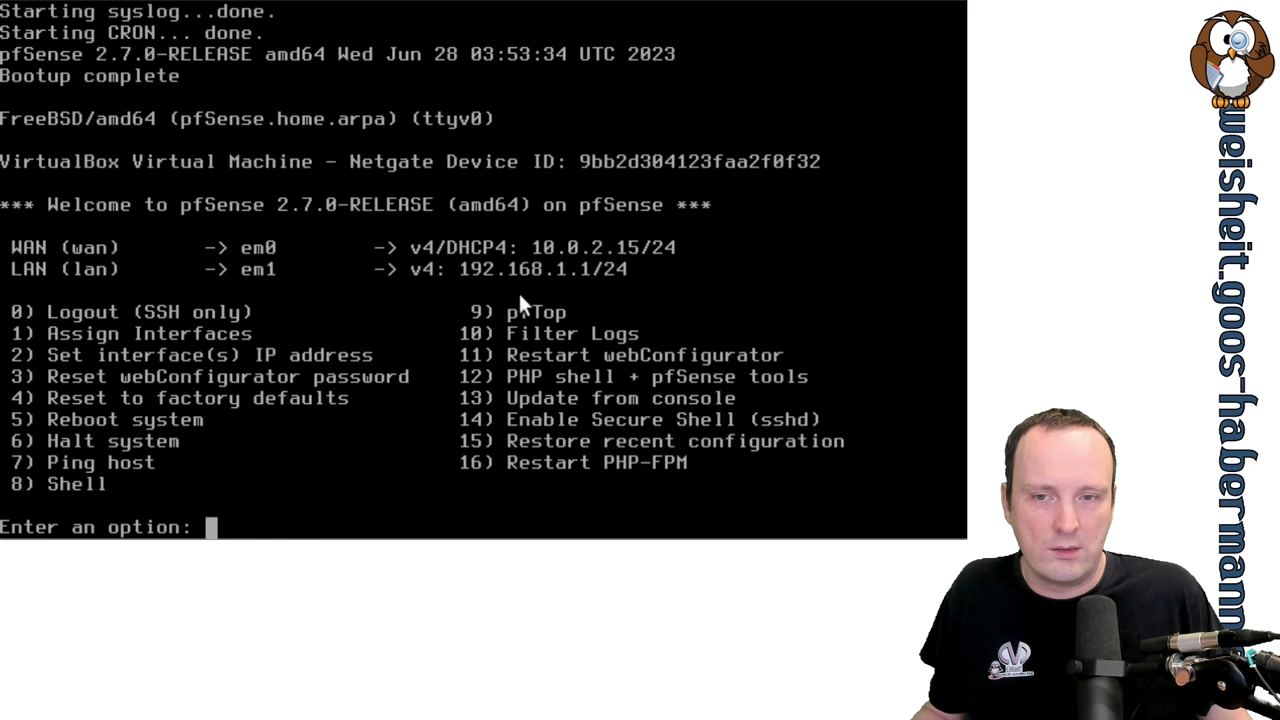 Starting syslog...done.
Starting CRON... done.
pfSense 2.7.0-RELEASE amd64 Wed Jun 28 03:53:34 UTC 2023
Bootup complete
FreeBSD/amd64 (pfSense.home.arpa) (ttyv0)
VirtualBox Virtual Machine - Netgate Device ID: 9bb2d304123faa2f0f32
*** Welcome to pfSense 2.7.0-RELEASE (amd64) on pfSense ***
WAN (wan) -> em0 -> v4/DHCP4: 10.0.2.15/24
LAN (lan) -> em1 -> v4: 192.168.1.1/24
0) Logout (SSH only) 9) pfTop
1) Assign Interfaces 10) Filter Logs
2) Set interface(s) IP address 11) Restart webConfigurator
3) Reset webConfigurator password 12) PHP shell + pfSense tools
4) Reset to factory defaults 13) Update from console
5) Reboot system 14) Enable Secure Shell (sshd)
6) Halt system 15) Restore recent configuration
7) Ping host 16) Restart PHP-FPM
8) Shell
Enter an option:
weisheit.goos-habermann